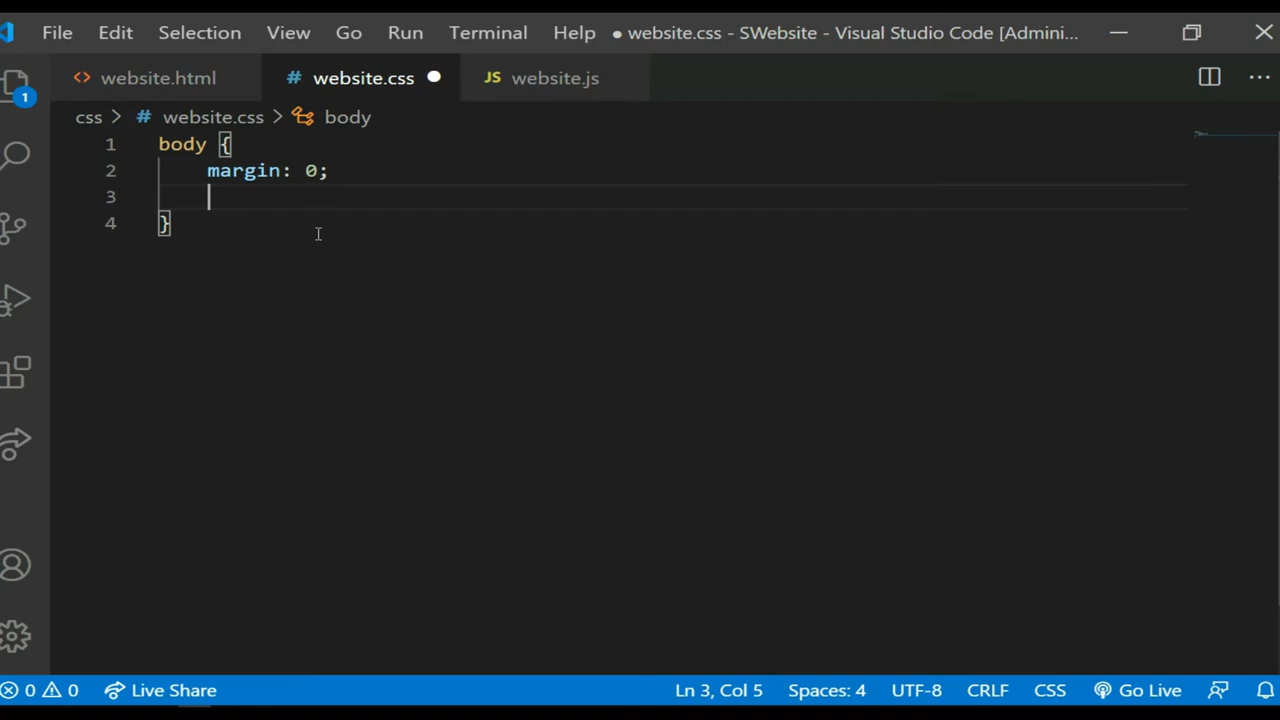 File Edit Selection View Go Run Terminal Help ● website.css - SWebsite - Visual Studio Code [Admini...
<> website.html # website.css ● JS website.js ...
css > # website.css > body
1 body {
2 margin: 0;
3
4 }
1
0 0 Live Share Ln 3, Col 5 Spaces: 4 UTF-8 CRLF CSS Go Live